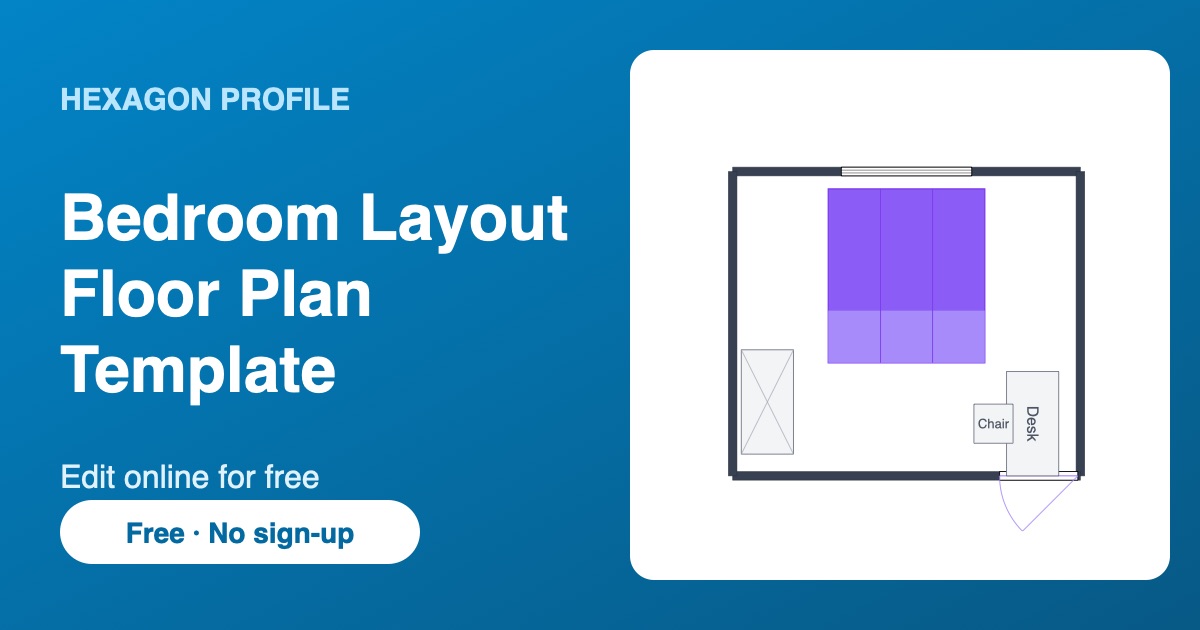 HEXAGON PROFILE
Bedroom Layout
Floor Plan
Template
Edit online for free
Free · No sign-up
Chair
Desk